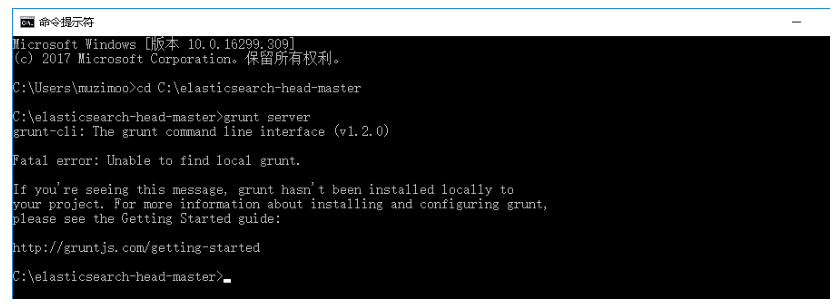 命令提示符
Microsoft Windows [版本 10.0.16299.309]
(c) 2017 Microsoft Corporation。保留所有权利。
C:\Users\muzimoo>cd C:\elasticsearch-head-master
C:\elasticsearch-head-master>grunt server
grunt-cli: The grunt command line interface (v1.2.0)
Fatal error: Unable to find local grunt.
If you're seeing this message, grunt hasn't been installed locally to
your project. For more information about installing and configuring grunt,
please see the Getting Started guide:
http://gruntjs.com/getting-started
C:\elasticsearch-head-master>